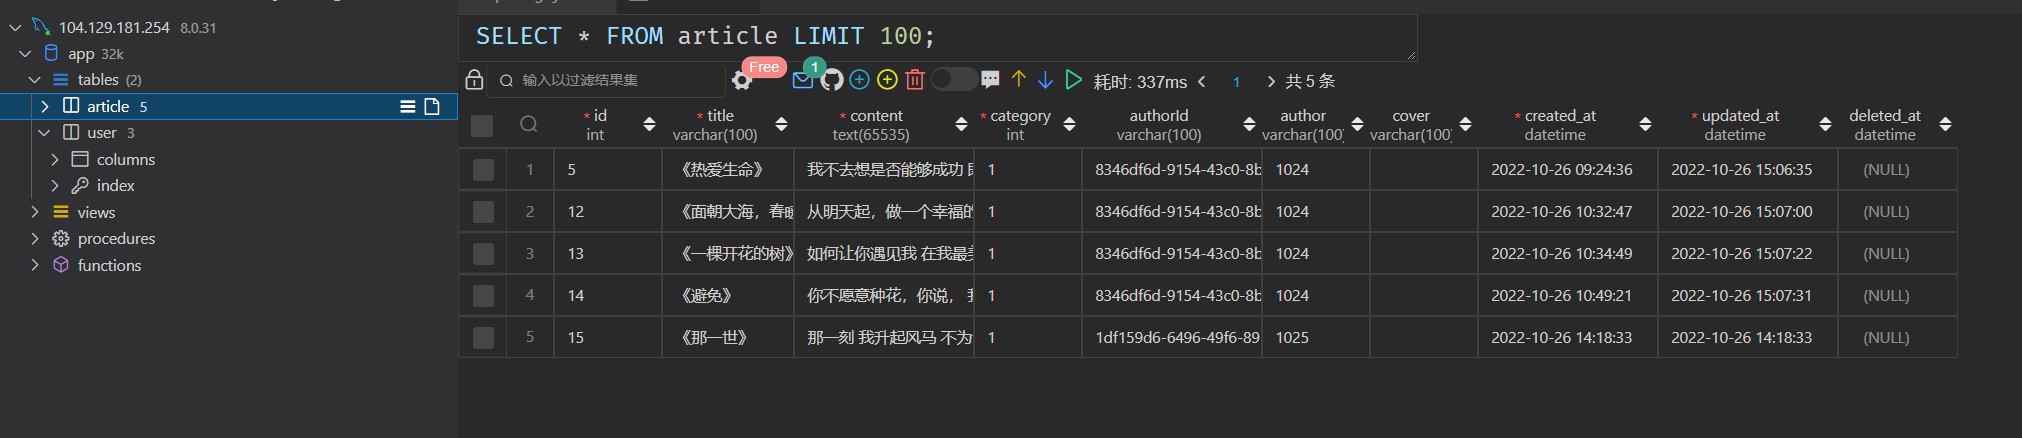 104.129.181.254 8.0.31
app 32k
tables (2)
article 5
user 3
columns
index
views
procedures
functions
SELECT * FROM article LIMIT 100;
输入以过滤结果集 Free 1 耗时: 337ms 1 共 5 条
* id * title * content * category authorId author cover * created_at * updated_at deleted_at
int varchar(100) text(65535) int varchar(100) varchar(100) varchar(100) datetime datetime datetime
1 5 《热爱生命》 我不去想是否能够成功 1 8346df6d-9154-43c0-8b 1024 2022-10-26 09:24:36 2022-10-26 15:06:35 (NULL)
2 12 《面朝大海，春暖 从明天起，做一个幸福的 1 8346df6d-9154-43c0-8b 1024 2022-10-26 10:32:47 2022-10-26 15:07:00 (NULL)
3 13 《一棵开花的树》 如何让你遇见我 在我最美 1 8346df6d-9154-43c0-8b 1024 2022-10-26 10:34:49 2022-10-26 15:07:22 (NULL)
4 14 《避免》 你不愿意种花，你说， 我 1 8346df6d-9154-43c0-8b 1024 2022-10-26 10:49:21 2022-10-26 15:07:31 (NULL)
5 15 《那一世》 那一刻 我升起风马 不为 1 1df159d6-6496-49f6-89 1025 2022-10-26 14:18:33 2022-10-26 14:18:33 (NULL)